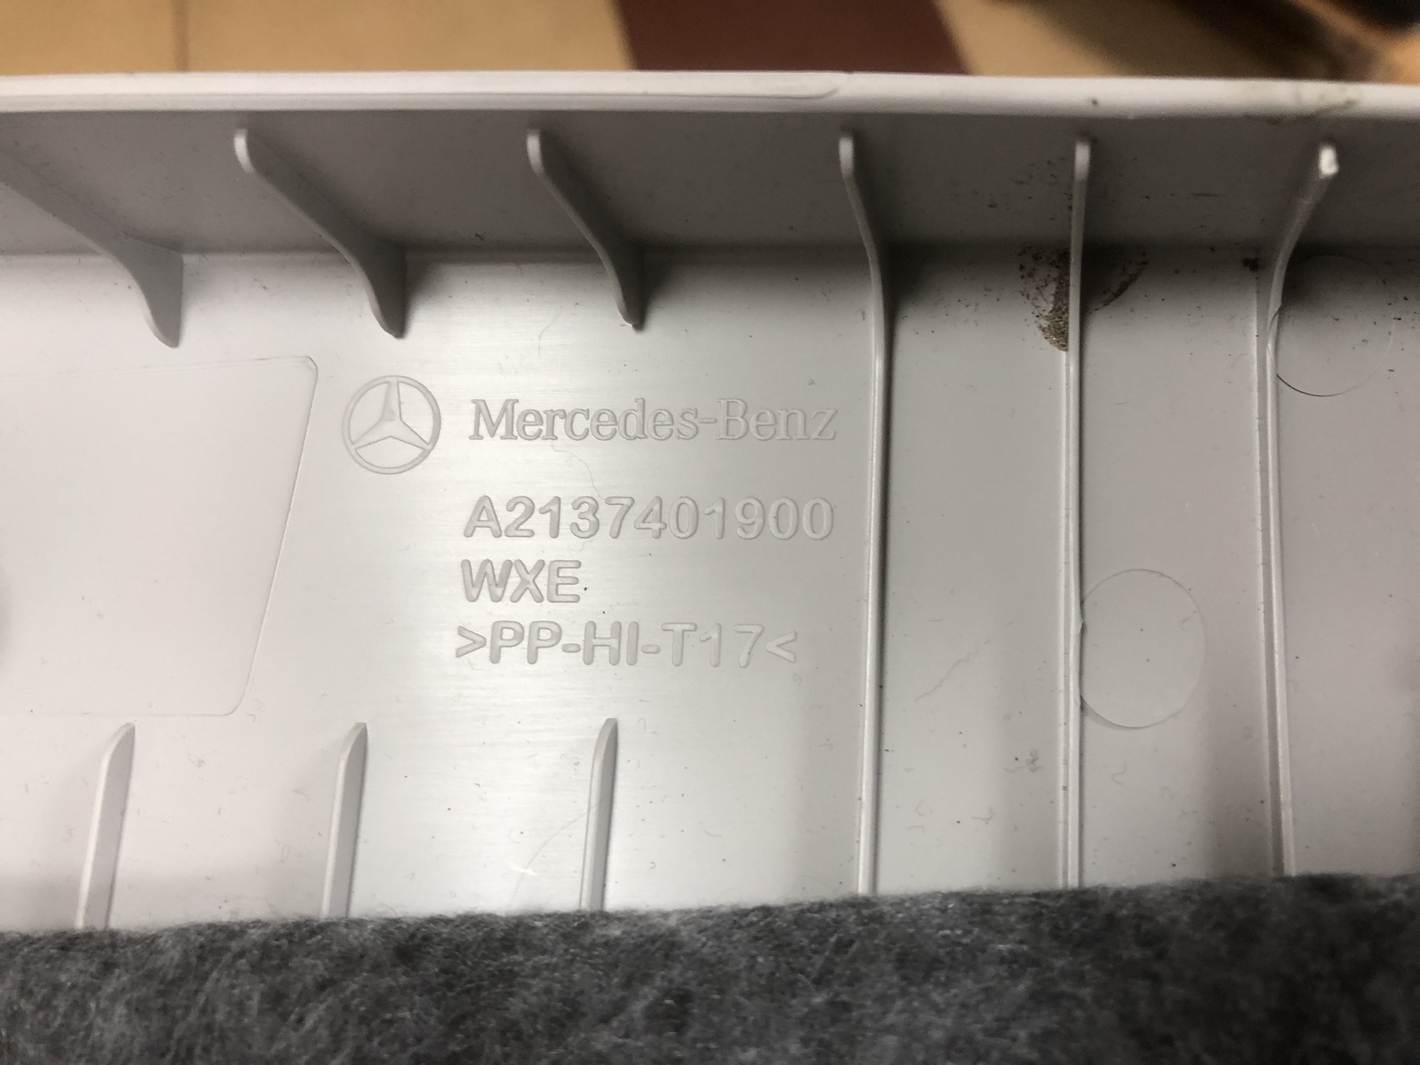 Mercedes-Benz
A2137401900
WXE
>PP-HI-T17<